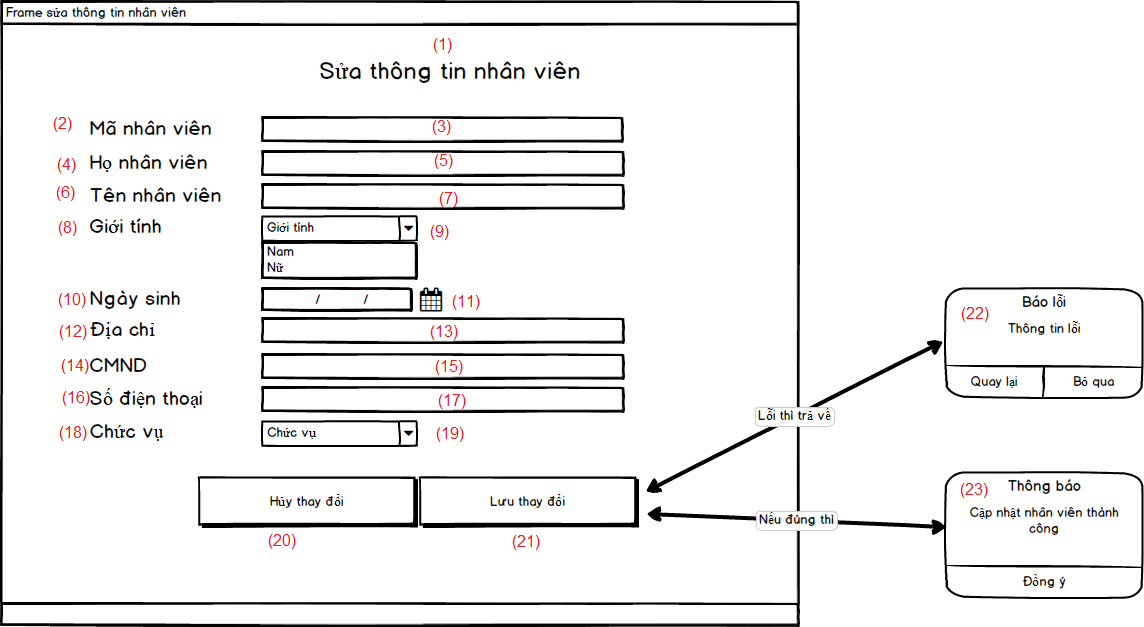 Frame sửa thông tin nhân viên
(1)
Sửa thông tin nhân viên
(2) Mã nhân viên (3)
(4) Họ nhân viên (5)
(6) Tên nhân viên (7)
(8) Giới tính Giới tính (9)
Nam
Nữ
(10) Ngày sinh / / (11)
(12) Địa chỉ (13)
(14) CMND (15)
(16) Số điện thoại (17)
(18) Chức vụ Chức vụ (19)
Hủy thay đổi Lưu thay đổi
(20) (21)
Lỗi thì trả về
Nếu đúng thì
(22) Báo lỗi
Thông tin lỗi
Quay lại Bỏ qua
(23) Thông báo
Cập nhật nhân viên thành
công
Đồng ý